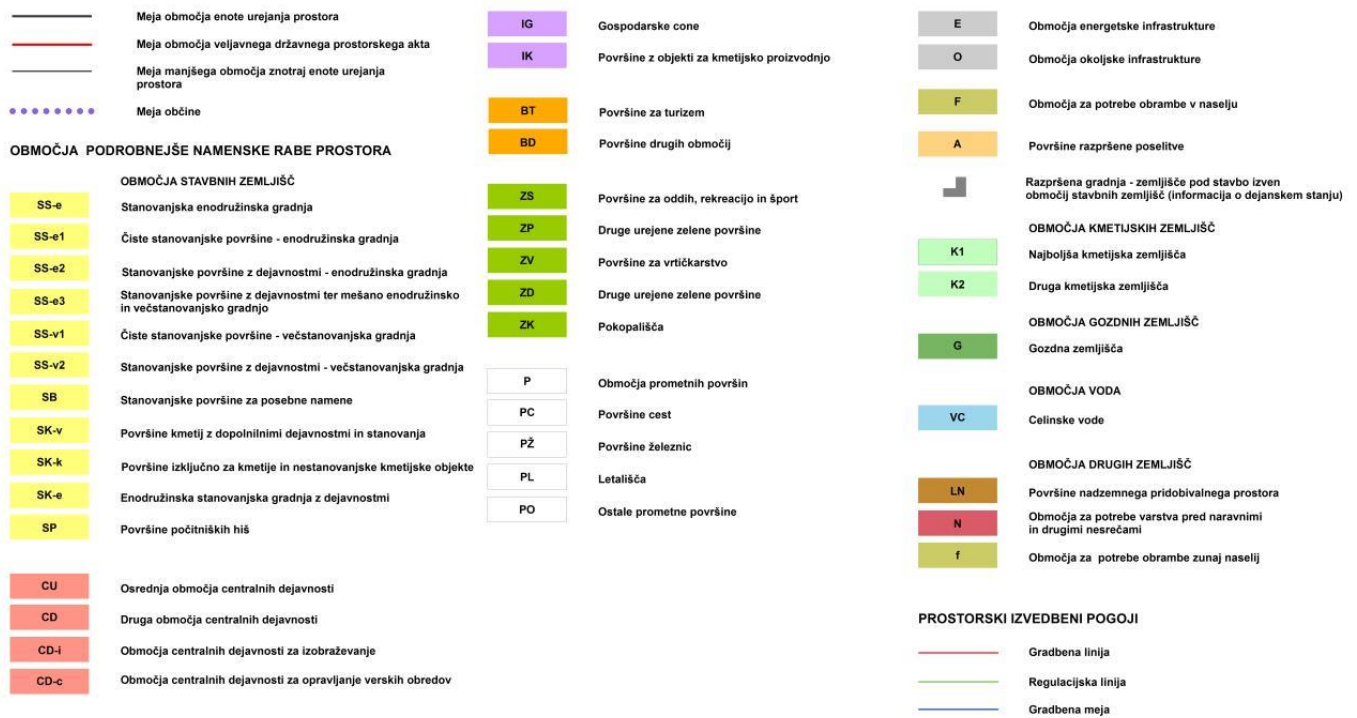 Meja območja enote urejanja prostora
Meja območja veljavnega državnega prostorskega akta
Meja manjšega območja znotraj enote urejanja
prostora
Meja občine
OBMOČJA PODROBNEJŠE NAMENSKE RABE PROSTORA
OBMOČJA STAVBNIH ZEMLJIŠČ
SS-e Stanovanjska enodružinska gradnja
SS-e1 Čiste stanovanjske površine - enodružinska gradnja
SS-e2 Stanovanjske površine z dejavnostmi - enodružinska gradnja
SS-e3 Stanovanjske površine z dejavnostmi ter mešano enodružinsko
in večstanovanjsko gradnjo
SS-v1 Čiste stanovanjske površine - večstanovanjska gradnja
SS-v2 Stanovanjske površine z dejavnostmi - večstanovanjska gradnja
SB Stanovanjske površine za posebne namene
SK-v Površine kmetij z dopolnilnimi dejavnostmi in stanovanja
SK-k Površine izključno za kmetije in nestanovanjske kmetijske objekte
SK-e Enodružinska stanovanjska gradnja z dejavnostmi
SP Površine počitniških hiš
CU Osrednja območja centralnih dejavnosti
CD Druga območja centralnih dejavnosti
CD-i Območja centralnih dejavnosti za izobraževanje
CD-c Območja centralnih dejavnosti za opravljanje verskih obredov
IG Gospodarske cone
IK Površine z objekti za kmetijsko proizvodnjo
BT Površine za turizem
BD Površine drugih območij
ZS Površine za oddih, rekreacijo in šport
ZP Druge urejene zelene površine
ZV Površine za vrtičkarstvo
ZD Druge urejene zelene površine
ZK Pokopališča
P Območja prometnih površin
PC Površine cest
PŽ Površine železnic
PL Letališča
PO Ostale prometne površine
E Območja energetske infrastrukture
O Območja okoljske infrastrukture
F Območja za potrebe obrambe v naselju
A Površine razpršene poselitve
Razpršena gradnja - zemljišče pod stavbo izven
območij stavbnih zemljišč (informacija o dejanskem stanju)
OBMOČJA KMETIJSKIH ZEMLJIŠČ
K1 Najboljša kmetijska zemljišča
K2 Druga kmetijska zemljišča
OBMOČJA GOZDNIH ZEMLJIŠČ
G Gozdna zemljišča
OBMOČJA VODA
VC Celinske vode
OBMOČJA DRUGIH ZEMLJIŠČ
LN Površine nadzemnega pridobivalnega prostora
N Območja za potrebe varstva pred naravnimi
in drugimi nesrečami
f Območja za potrebe obrambe zunaj naselij
PROSTORSKI IZVEDBENI POGOJI
Gradbena linija
Regulacijska linija
Gradbena meja